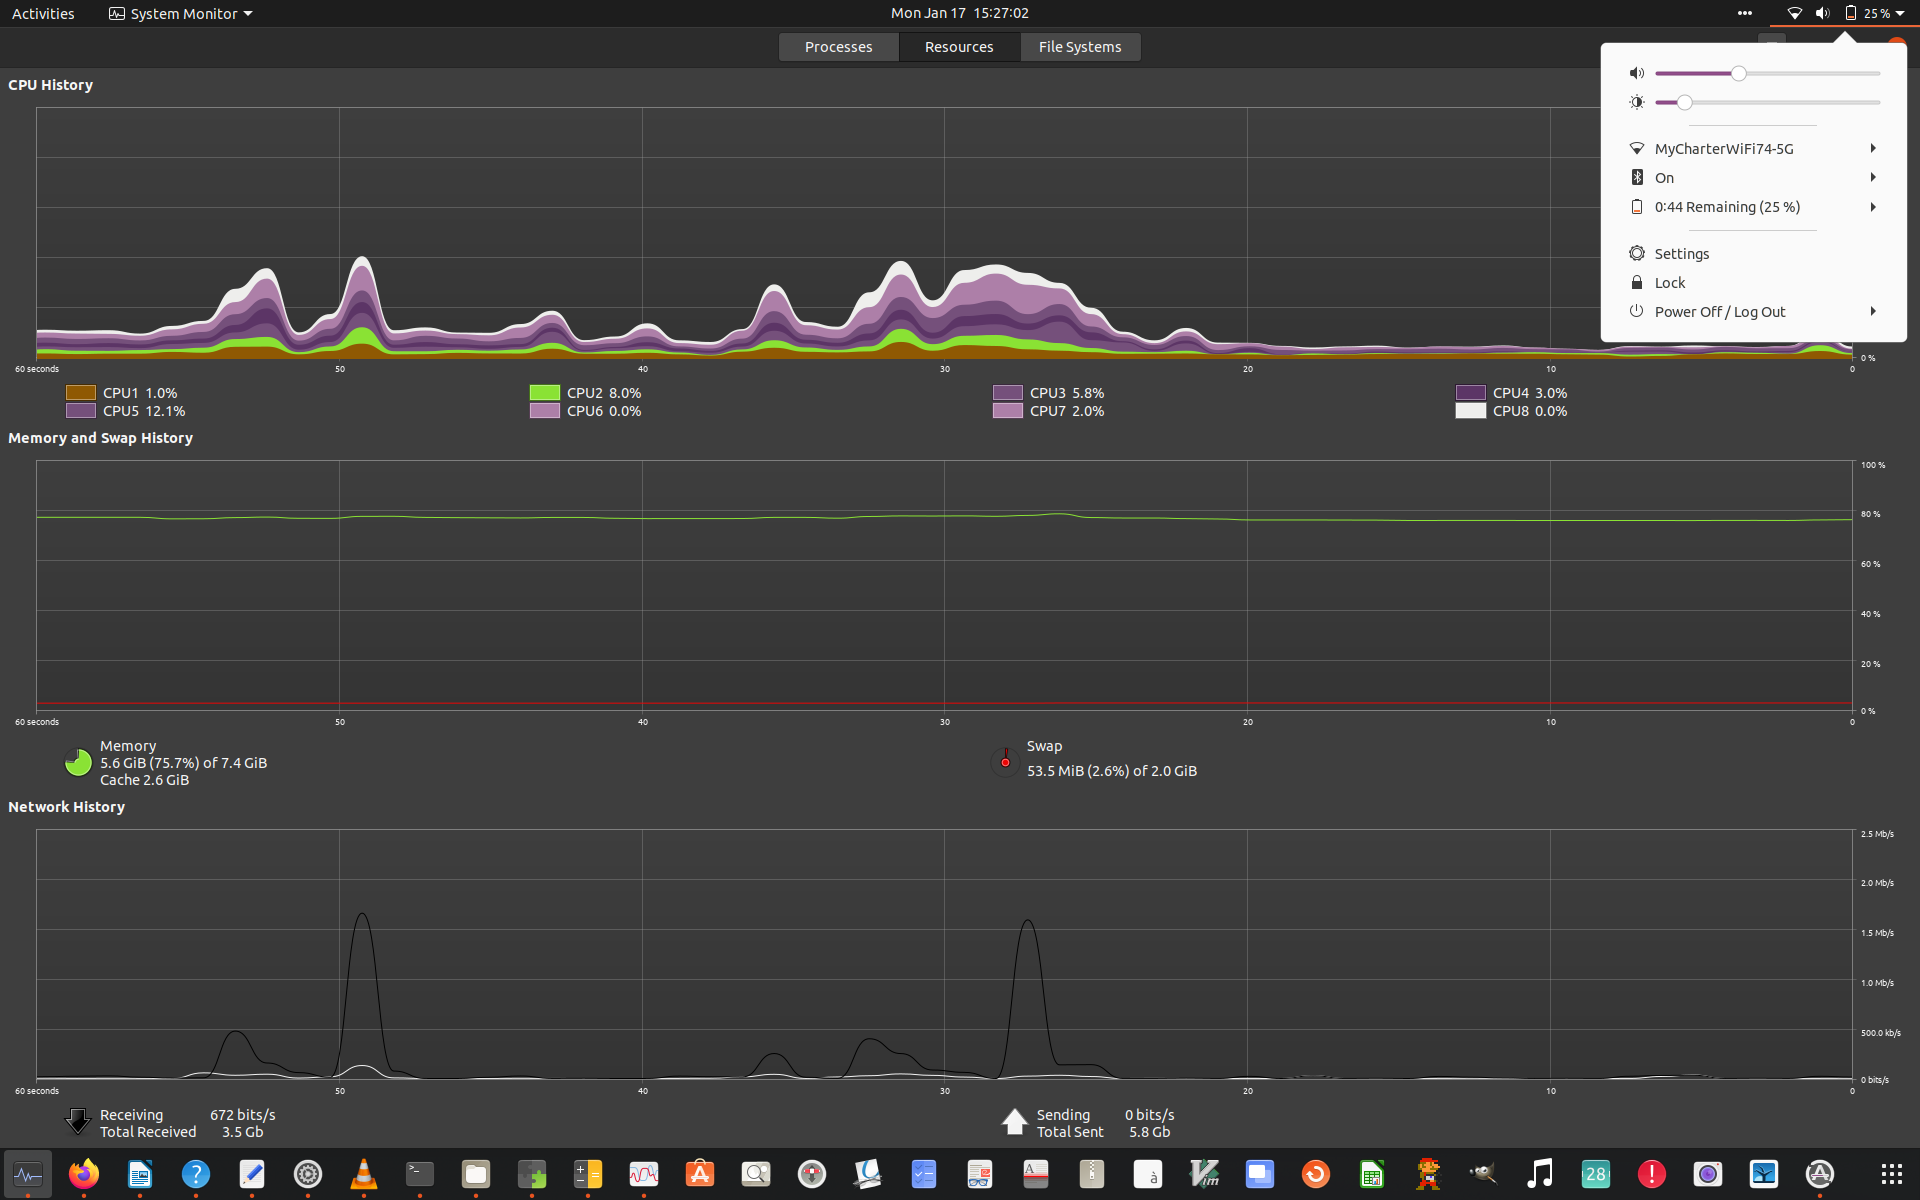 Activities
System Monitor
Mon Jan 17 15:27:02
25 %
Processes
Resources
File Systems
MyCharterWiFi74-5G
On
0:44 Remaining (25 %)
Settings
Lock
Power Off / Log Out
CPU History
0 %
60 seconds 50 40 30 20 10 0
CPU1 1.0% CPU2 8.0% CPU3 5.8% CPU4 3.0%
CPU5 12.1% CPU6 0.0% CPU7 2.0% CPU8 0.0%
Memory and Swap History
100 %
80 %
60 %
40 %
20 %
0 %
60 seconds 50 40 30 20 10 0
Memory
5.6 GiB (75.7%) of 7.4 GiB
Cache 2.6 GiB
Swap
53.5 MiB (2.6%) of 2.0 GiB
Network History
2.5 Mb/s
2.0 Mb/s
1.5 Mb/s
1.0 Mb/s
500.0 kb/s
0 bits/s
60 seconds 50 40 30 20 10 0
Receiving 672 bits/s
Total Received 3.5 Gb
Sending 0 bits/s
Total Sent 5.8 Gb
?
>_
A
à
Vim
28
!